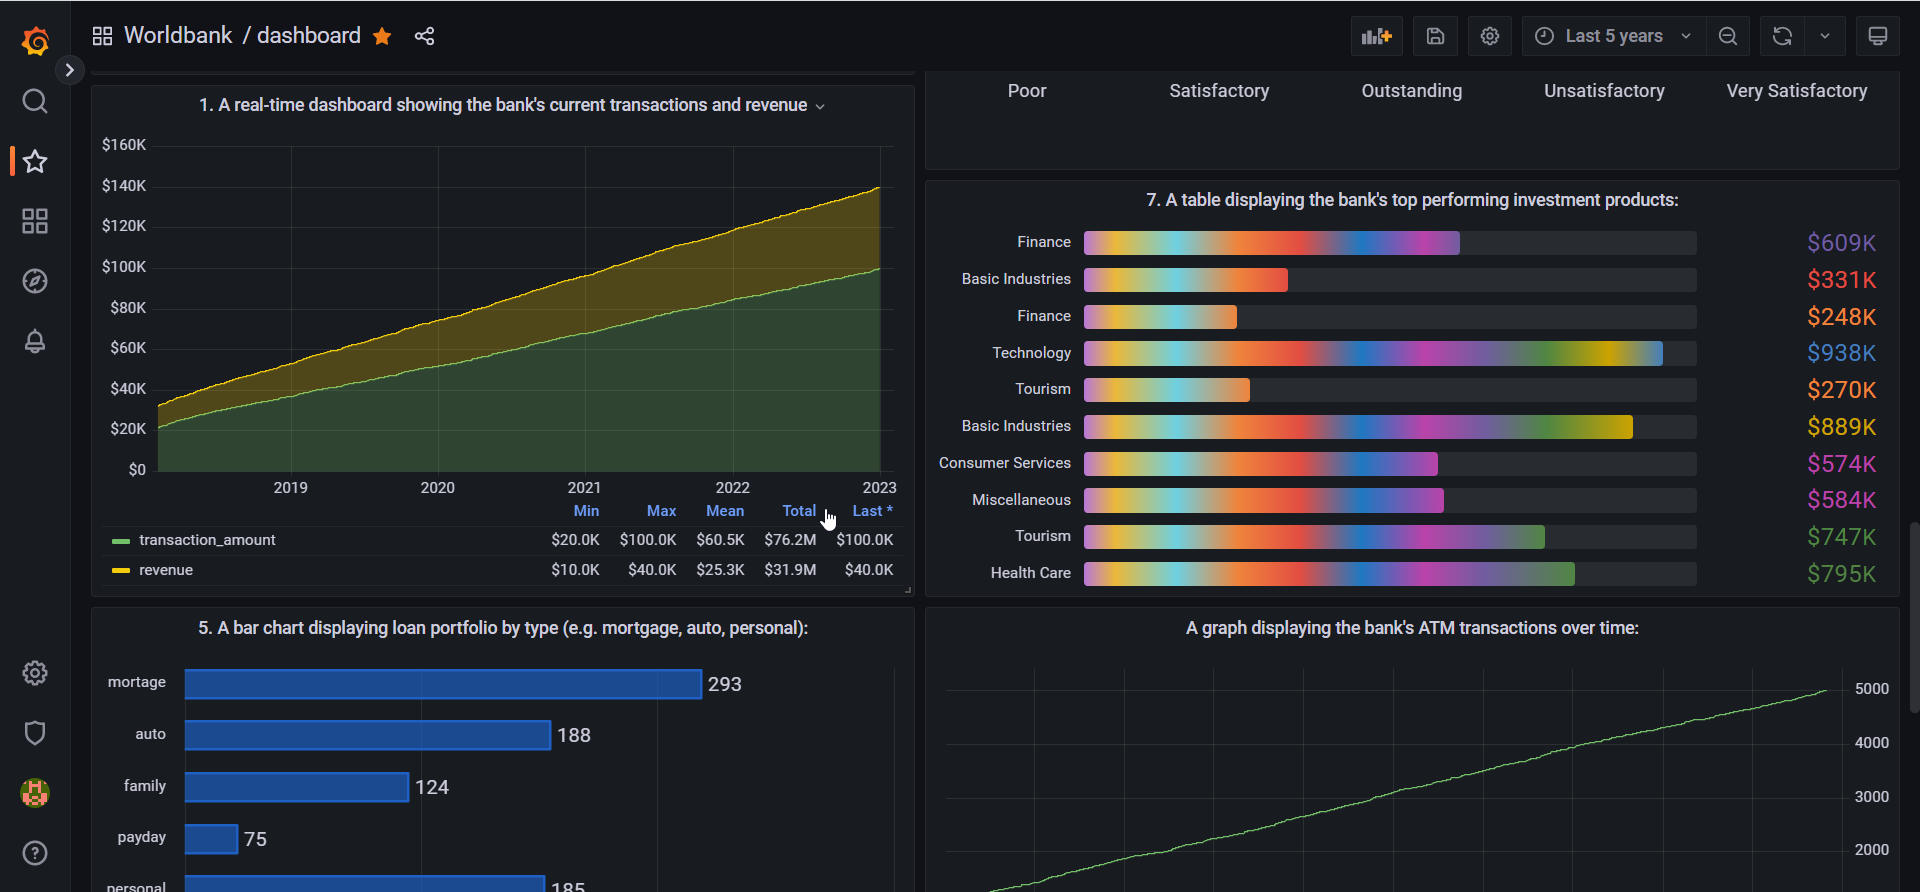 Worldbank / dashboard
Last 5 years
1. A real-time dashboard showing the bank's current transactions and revenue
$160K
$140K
$120K
$100K
$80K
$60K
$40K
$20K
$0
2019 2020 2021 2022 2023
Min Max Mean Total Last *
transaction_amount $20.0K $100.0K $60.5K $76.2M $100.0K
revenue $10.0K $40.0K $25.3K $31.9M $40.0K
Poor Satisfactory Outstanding Unsatisfactory Very Satisfactory
7. A table displaying the bank's top performing investment products:
Finance $609K
Basic Industries $331K
Finance $248K
Technology $938K
Tourism $270K
Basic Industries $889K
Consumer Services $574K
Miscellaneous $584K
Tourism $747K
Health Care $795K
5. A bar chart displaying loan portfolio by type (e.g. mortgage, auto, personal):
mortage 293
auto 188
family 124
payday 75
personal 185
A graph displaying the bank's ATM transactions over time:
5000
4000
3000
2000